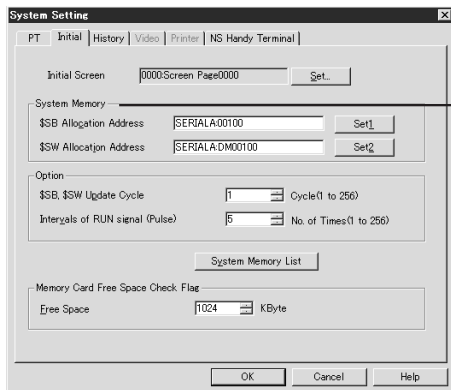 System Setting
PT Initial History Video Printer NS Handy Terminal
Initial Screen 0000:Screen Page0000 Set...
System Memory
$SB Allocation Address SERIALA:00100 Set1
$SW Allocation Address SERIALA:DM00100 Set2
Option
$SB, $SW Update Cycle 1 Cycle(1 to 256)
Intervals of RUN signal (Pulse) 5 No. of Times(1 to 256)
System Memory List
Memory Card Free Space Check Flag
Free Space 1024 KByte
OK Cancel Help